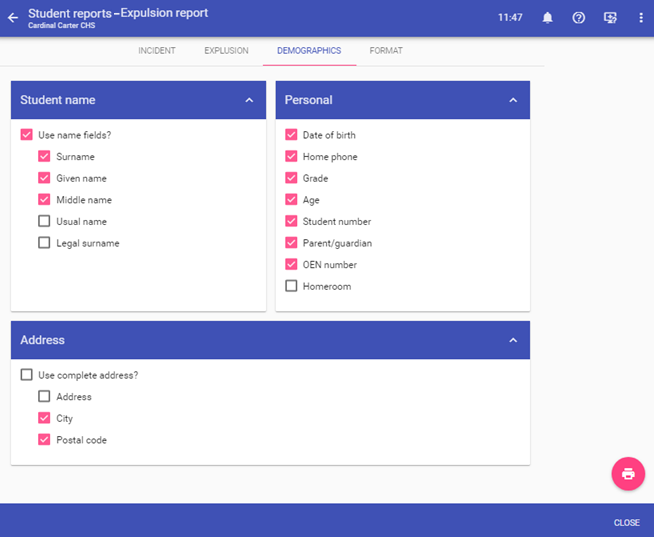 Student reports – Expulsion report
Cardinal Carter CHS
11:47
INCIDENT
EXPLUSION
DEMOGRAPHICS
FORMAT
Student name
Use name fields?
Surname
Given name
Middle name
Usual name
Legal surname
Personal
Date of birth
Home phone
Grade
Age
Student number
Parent/guardian
OEN number
Homeroom
Address
Use complete address?
Address
City
Postal code
CLOSE